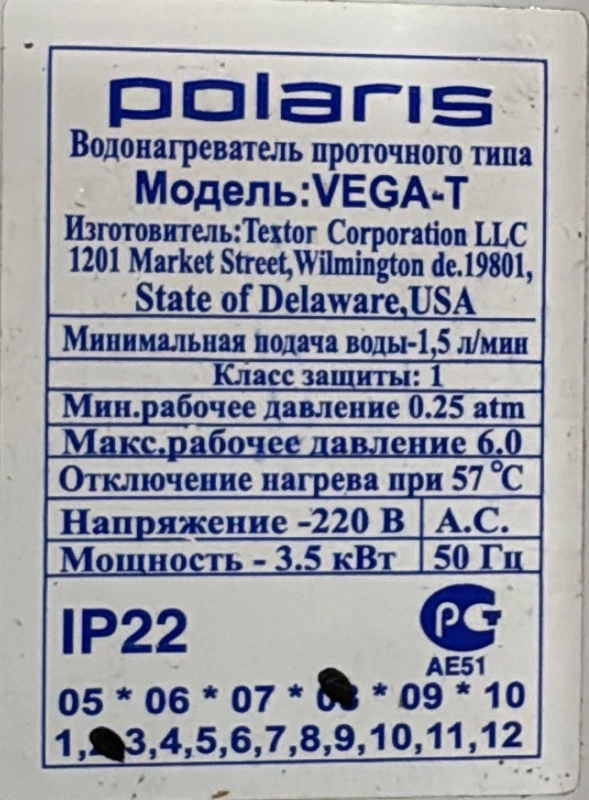 polaris
Водонагреватель проточного типа
Модель:VEGA-T
Изготовитель:Textor Corporation LLC
1201 Market Street,Wilmington de.19801,
State of Delaware,USA
Минимальная подача воды-1,5 л/мин
Класс защиты: 1
Мин.рабочее давление 0.25 atm
Макс.рабочее давление 6.0
Отключение нагрева при 57 °C
Напряжение -220 В A.C.
Мощность - 3.5 кВт 50 Гц
IP22
РСТ
АЕ51
05 * 06 * 07 * * 09 * 10
1, 3,4,5,6,7,8,9,10,11,12